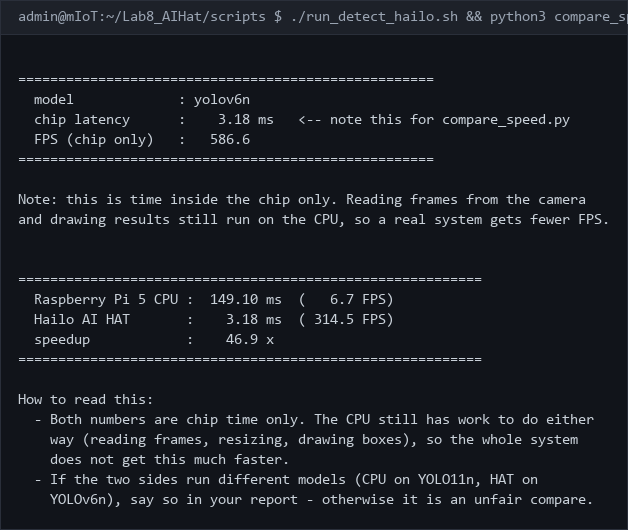 admin@mIoT:~/Lab8_AIHat/scripts $ ./run_detect_hailo.sh && python3 compare_sp
====================================================
model : yolov6n
chip latency : 3.18 ms <-- note this for compare_speed.py
FPS (chip only) : 586.6
====================================================
Note: this is time inside the chip only. Reading frames from the camera
and drawing results still run on the CPU, so a real system gets fewer FPS.
==========================================================
Raspberry Pi 5 CPU : 149.10 ms ( 6.7 FPS)
Hailo AI HAT : 3.18 ms ( 314.5 FPS)
speedup : 46.9 x
==========================================================
How to read this:
- Both numbers are chip time only. The CPU still has work to do either
way (reading frames, resizing, drawing boxes), so the whole system
does not get this much faster.
- If the two sides run different models (CPU on YOLO11n, HAT on
YOLOv6n), say so in your report - otherwise it is an unfair compare.